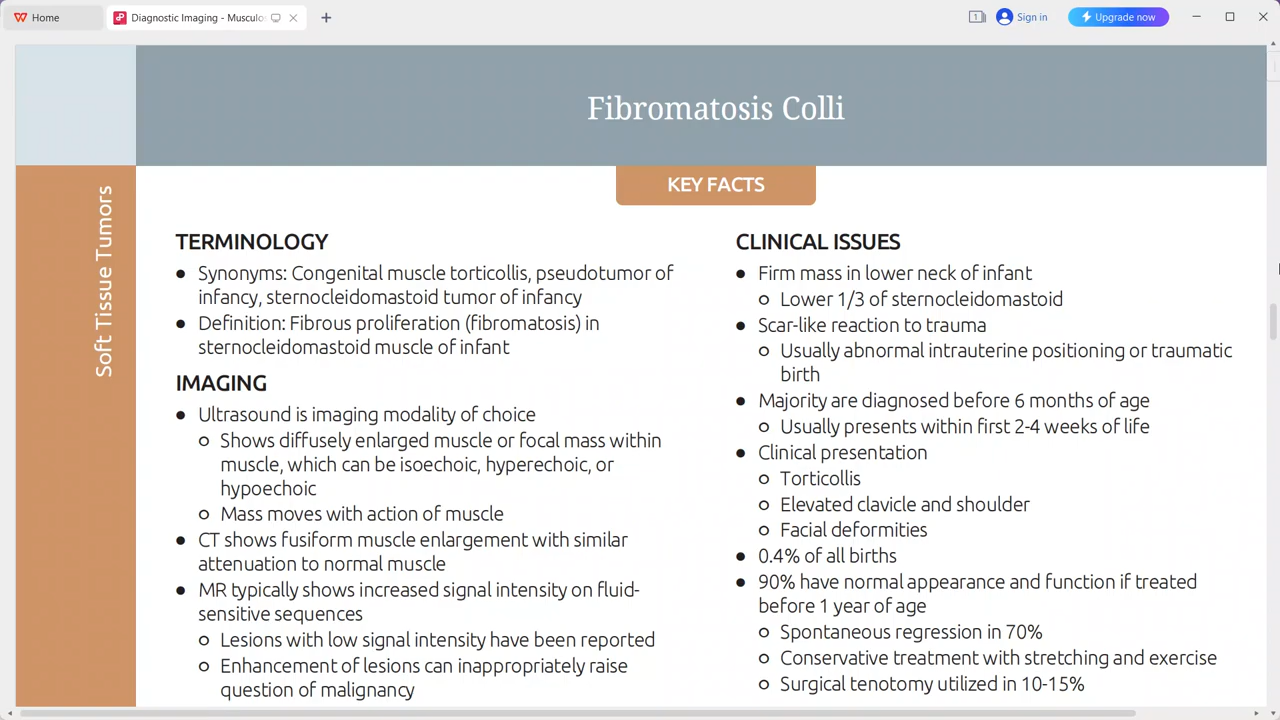 Home
Diagnostic Imaging - Musculos
1
Sign in
Upgrade now
Fibromatosis Colli
KEY FACTS
Soft Tissue Tumors
TERMINOLOGY
● Synonyms: Congenital muscle torticollis, pseudotumor of
infancy, sternocleidomastoid tumor of infancy
● Definition: Fibrous proliferation (fibromatosis) in
sternocleidomastoid muscle of infant
IMAGING
● Ultrasound is imaging modality of choice
○ Shows diffusely enlarged muscle or focal mass within
muscle, which can be isoechoic, hyperechoic, or
hypoechoic
○ Mass moves with action of muscle
● CT shows fusiform muscle enlargement with similar
attenuation to normal muscle
● MR typically shows increased signal intensity on fluid-
sensitive sequences
○ Lesions with low signal intensity have been reported
○ Enhancement of lesions can inappropriately raise
question of malignancy
CLINICAL ISSUES
● Firm mass in lower neck of infant
○ Lower 1/3 of sternocleidomastoid
● Scar-like reaction to trauma
○ Usually abnormal intrauterine positioning or traumatic
birth
● Majority are diagnosed before 6 months of age
○ Usually presents within first 2-4 weeks of life
● Clinical presentation
○ Torticollis
○ Elevated clavicle and shoulder
○ Facial deformities
● 0.4% of all births
● 90% have normal appearance and function if treated
before 1 year of age
○ Spontaneous regression in 70%
○ Conservative treatment with stretching and exercise
○ Surgical tenotomy utilized in 10-15%